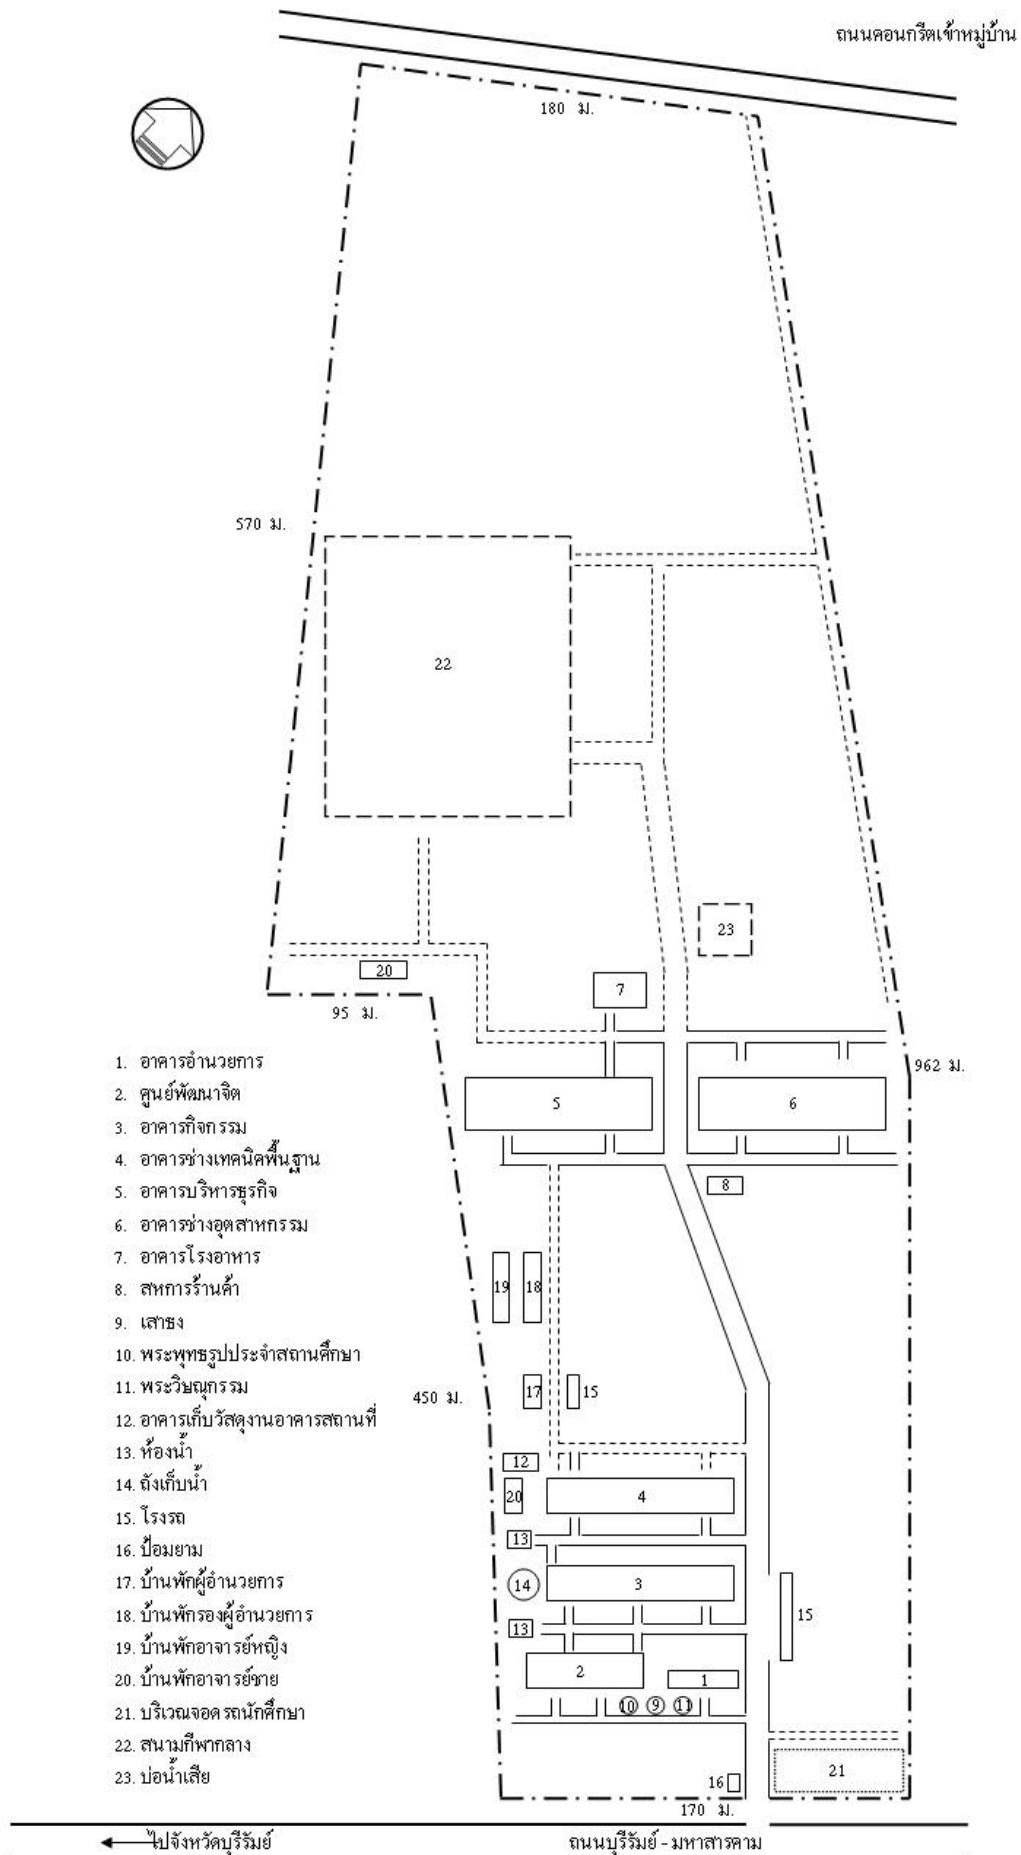 ถนนคอนกรีตเข้าหมู่บ้าน
180 ม.
570 ม.
22
23
20
7
95 ม.
962 ม.
5
6
8
19
18
17
15
450 ม.
12
20
4
13
14
3
15
13
2
1
10
9
11
21
16
170 ม.
1. อาคารอำนวยการ
2. ศูนย์พัฒนาจิต
3. อาคารกิจกรรม
4. อาคารช่างเทคนิคพื้นฐาน
5. อาคารบริหารธุรกิจ
6. อาคารช่างอุตสาหกรรม
7. อาคารโรงอาหาร
8. สหการร้านค้า
9. เสาธง
10. พระพุทธรูปประจำสถานศึกษา
11. พระวิษณุกรรม
12. อาคารเก็บวัสดุงานอาคารสถานที่
13. ห้องน้ำ
14. ถังเก็บน้ำ
15. โรงรถ
16. ป้อมยาม
17. บ้านพักผู้อำนวยการ
18. บ้านพักรองผู้อำนวยการ
19. บ้านพักอาจารย์หญิง
20. บ้านพักอาจารย์ชาย
21. บริเวณจอดรถนักศึกษา
22. สนามกีฬากลาง
23. บ่อน้ำเสีย
ไปจังหวัดบุรีรัมย์
ถนนบุรีรัมย์ - มหาสารคาม